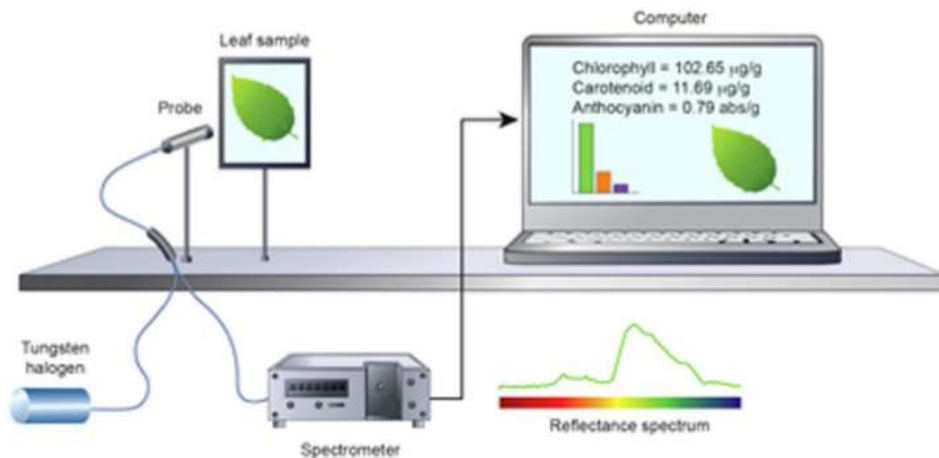 Computer
Leaf sample
Probe
Chlorophyll = 102.65 µg/g
Carotenoid = 11.69 µg/g
Anthocyanin = 0.79 abs/g
Tungsten
halogen
Spectrometer
Reflectance spectrum